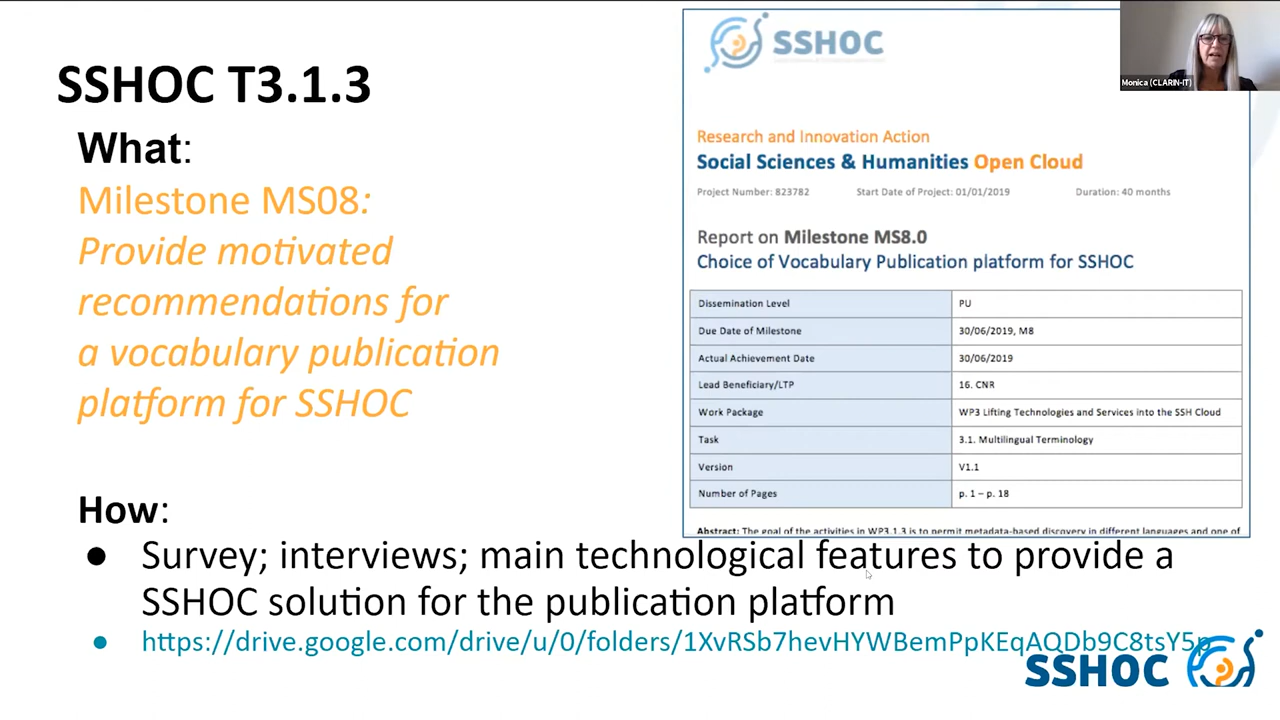 SSHOC T3.1.3
What:
Milestone MS08:
Provide motivated
recommendations for
a vocabulary publication
platform for SSHOC
How:
● Survey; interviews; main technological features to provide a
SSHOC solution for the publication platform
● https://drive.google.com/drive/u/0/folders/1XvRSb7hevHYWBemPpKEqAQDb9C8tsY5p
SSHOC
Research and Innovation Action
Social Sciences & Humanities Open Cloud
Project Number: 823782 Start Date of Project: 01/01/2019 Duration: 40 months
Report on Milestone MS8.0
Choice of Vocabulary Publication platform for SSHOC
Dissemination Level PU
Due Date of Milestone 30/06/2019, M8
Actual Achievement Date 30/06/2019
Lead Beneficiary/LTP 16. CNR
Work Package WP3 Lifting Technologies and Services into the SSH Cloud
Task 3.1. Multilingual Terminology
Version V1.1
Number of Pages p. 1 – p. 18
Abstract: The goal of the activities in WP3.1.3 is to permit metadata-based discovery in different languages and one of
Monica (CLARIN-IT)
SSHOC